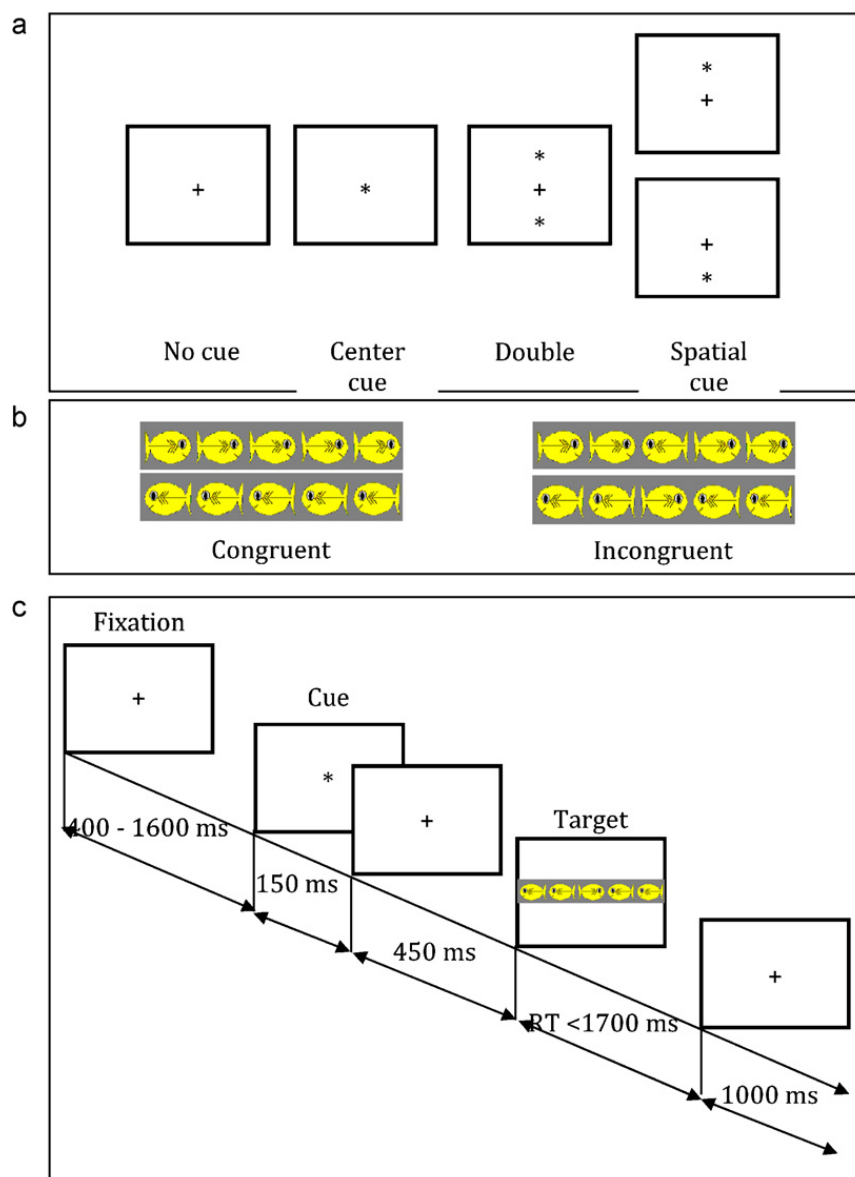 a
*
+
+
*
*
+
*
+
*
No cue
Center
cue
Double
Spatial
cue
b
Congruent
Incongruent
c
Fixation
+
Cue
*
+
400 - 1600 ms
Target
150 ms
450 ms
+
RT <1700 ms
1000 ms